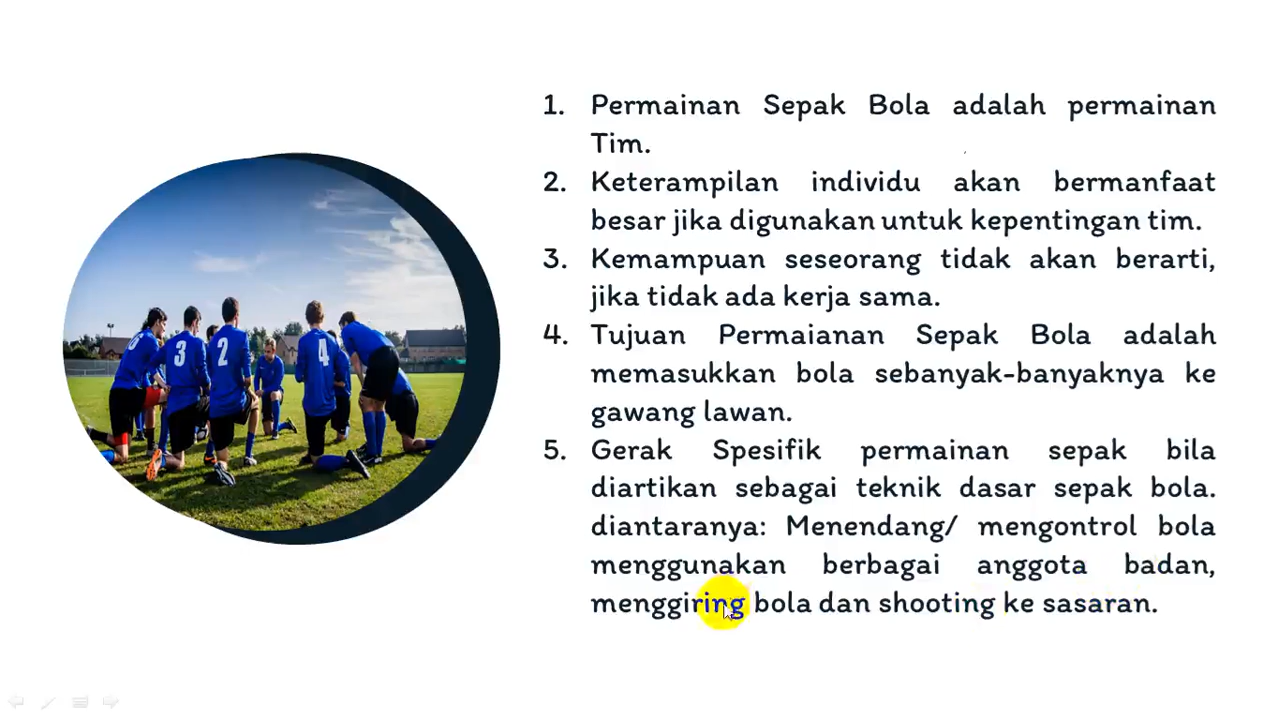 1. Permainan Sepak Bola adalah permainan
Tim.
2. Keterampilan individu akan bermanfaat
besar jika digunakan untuk kepentingan tim.
3. Kemampuan seseorang tidak akan berarti,
jika tidak ada kerja sama.
4. Tujuan Permaianan Sepak Bola adalah
memasukkan bola sebanyak-banyaknya ke
gawang lawan.
5. Gerak Spesifik permainan sepak bila
diartikan sebagai teknik dasar sepak bola.
diantaranya: Menendang/ mengontrol bola
menggunakan berbagai anggota badan,
menggiring bola dan shooting ke sasaran.
3
2
4